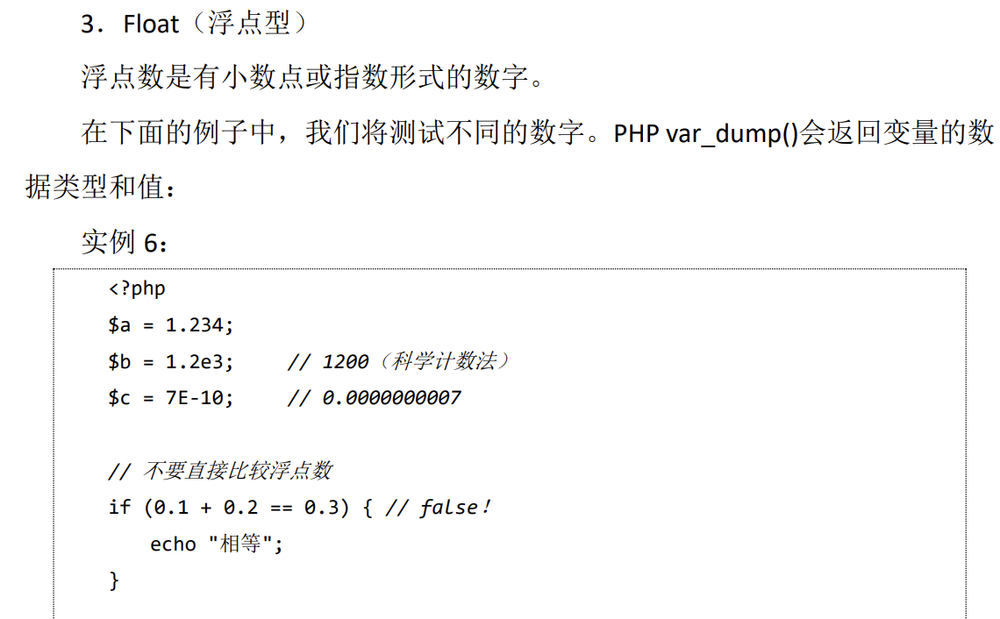 3．Float（浮点型）
浮点数是有小数点或指数形式的数字。
在下面的例子中，我们将测试不同的数字。PHP var_dump()会返回变量的数
据类型和值：
实例 6：
<?php
$a = 1.234;
$b = 1.2e3;     // 1200（科学计数法）
$c = 7E-10;     // 0.0000000007
// 不要直接比较浮点数
if (0.1 + 0.2 == 0.3) { // false！
    echo "相等";
}